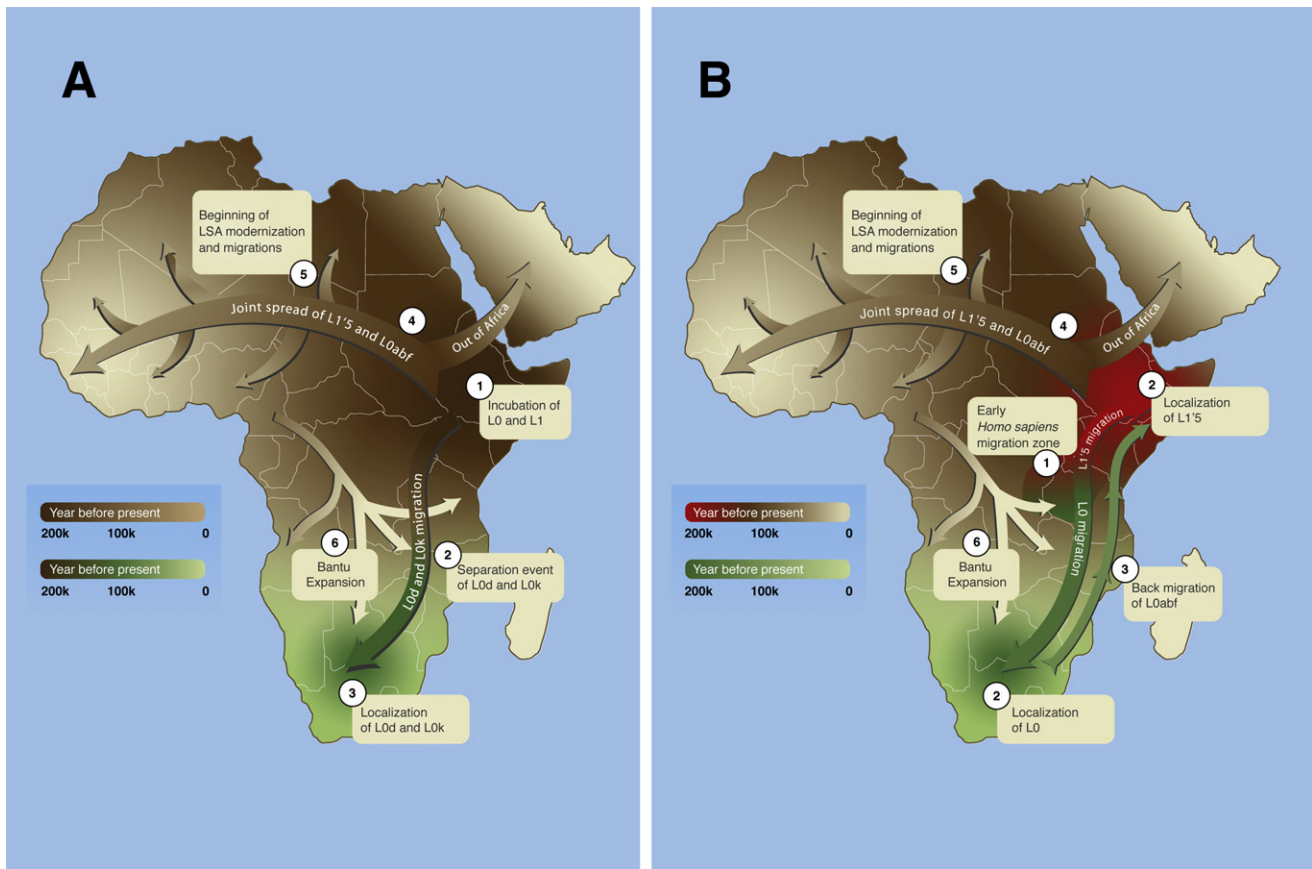 A
Beginning of
LSA modernization
and migrations
5
Joint spread of L1'5 and L0abf
4
Out of Africa
1
Incubation of
L0 and L1
L0d and L0k migration
Year before present
200k 100k 0
Year before present
200k 100k 0
6
Bantu
Expansion
2
Separation event
of L0d and L0k
3
Localization
of L0d and L0k
B
Beginning of
LSA modernization
and migrations
5
Joint spread of L1'5 and L0abf
4
Out of Africa
2
Localization
of L1'5
Early
Homo sapiens
migration zone
1
L1'5 migration
L0 migration
Year before present
200k 100k 0
Year before present
200k 100k 0
6
Bantu
Expansion
3
Back migration
of L0abf
2
Localization
of L0